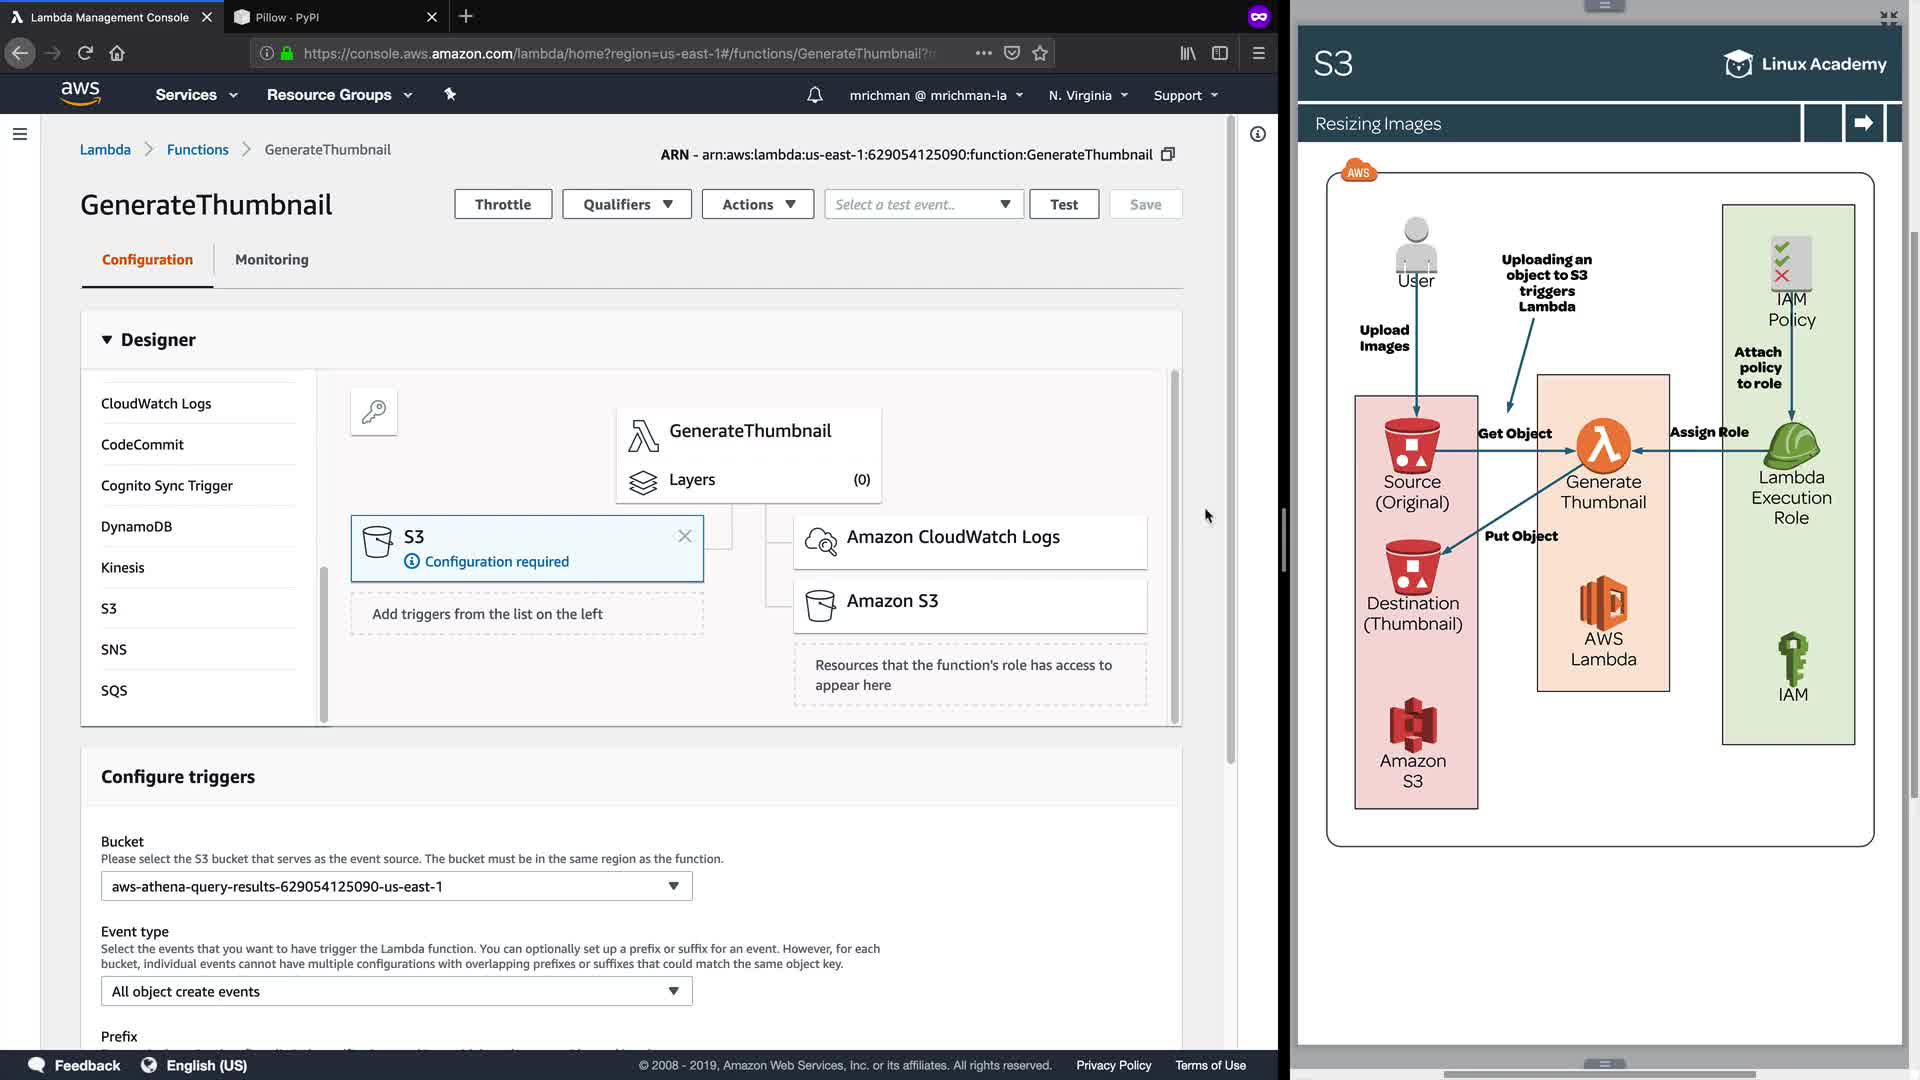 Lambda Management Console
Pillow · PyPI
https://console.aws.amazon.com/lambda/home?region=us-east-1#/functions/GenerateThumbnail?
aws
Services
Resource Groups
mrichman @ mrichman-la
N. Virginia
Support
Lambda
Functions
GenerateThumbnail
ARN - arn:aws:lambda:us-east-1:629054125090:function:GenerateThumbnail
GenerateThumbnail
Throttle
Qualifiers
Actions
Select a test event..
Test
Save
Configuration
Monitoring
Designer
CloudWatch Logs
CodeCommit
Cognito Sync Trigger
DynamoDB
Kinesis
S3
SNS
SQS
GenerateThumbnail
Layers
(0)
S3
Configuration required
Add triggers from the list on the left
Amazon CloudWatch Logs
Amazon S3
Resources that the function's role has access to
appear here
Configure triggers
Bucket
Please select the S3 bucket that serves as the event source. The bucket must be in the same region as the function.
aws-athena-query-results-629054125090-us-east-1
Event type
Select the events that you want to have trigger the Lambda function. You can optionally set up a prefix or suffix for an event. However, for each
bucket, individual events cannot have multiple configurations with overlapping prefixes or suffixes that could match the same object key.
All object create events
Prefix
Feedback
English (US)
© 2008 - 2019, Amazon Web Services, Inc. or its affiliates. All rights reserved.
Privacy Policy
Terms of Use
S3
Linux Academy
Resizing Images
AWS
User
Uploading an
object to S3
triggers
Lambda
IAM
Policy
Upload
Images
Attach
policy
to role
Get Object
Assign Role
Source
(Original)
Generate
Thumbnail
Lambda
Execution
Role
Put Object
Destination
(Thumbnail)
AWS
Lambda
IAM
Amazon
S3